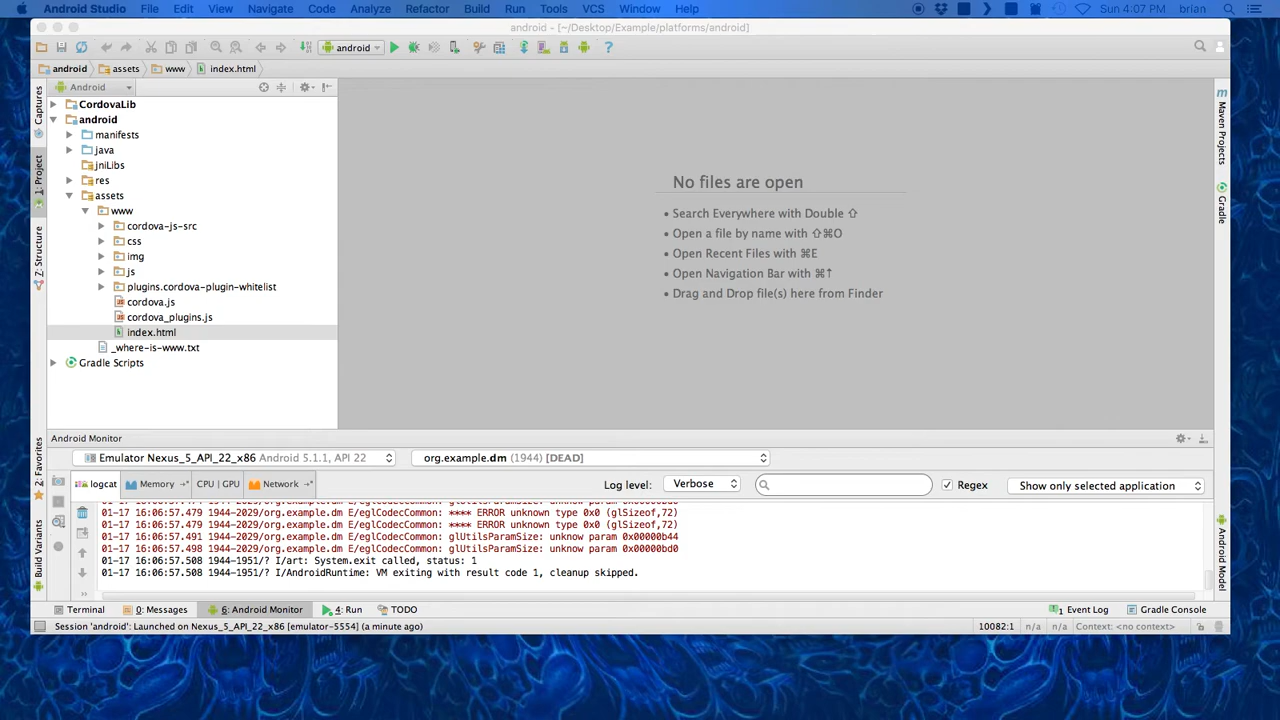 Android Studio File Edit View Navigate Code Analyze Refactor Build Run Tools VCS Window Help Sun 4:07 PM brian
android - [~/Desktop/Example/platforms/android]
android
android assets www index.html
Android
CordovaLib
android
manifests
java
jniLibs
res
assets
www
cordova-js-src
css
img
js
plugins.cordova-plugin-whitelist
cordova.js
cordova_plugins.js
index.html
_where-is-www.txt
Gradle Scripts
Captures
1: Project
7: Structure
2: Favorites
Build Variants
No files are open
• Search Everywhere with Double ⇧
• Open a file by name with ⇧⌘O
• Open Recent Files with ⌘E
• Open Navigation Bar with ⌘↑
• Drag and Drop file(s) here from Finder
Maven Projects
Gradle
Android Model
Android Monitor
Emulator Nexus_5_API_22_x86 Android 5.1.1, API 22 org.example.dm (1944) [DEAD]
logcat Memory CPU | GPU Network Log level: Verbose Regex Show only selected application
01-17 16:06:57.479 1944-2029/org.example.dm E/eglCodecCommon: **** ERROR unknown type 0x0 (glSizeof,72)
01-17 16:06:57.479 1944-2029/org.example.dm E/eglCodecCommon: **** ERROR unknown type 0x0 (glSizeof,72)
01-17 16:06:57.491 1944-2029/org.example.dm E/eglCodecCommon: glUtilsParamSize: unknow param 0x00000b44
01-17 16:06:57.498 1944-2029/org.example.dm E/eglCodecCommon: glUtilsParamSize: unknow param 0x00000bd0
01-17 16:06:57.508 1944-1951/? I/art: System.exit called, status: 1
01-17 16:06:57.508 1944-1951/? I/AndroidRuntime: VM exiting with result code 1, cleanup skipped.
Terminal 0: Messages 6: Android Monitor 4: Run TODO 1 Event Log Gradle Console
Session 'android': Launched on Nexus_5_API_22_x86 [emulator-5554] (a minute ago) 10082:1 n/a n/a Context: <no context>